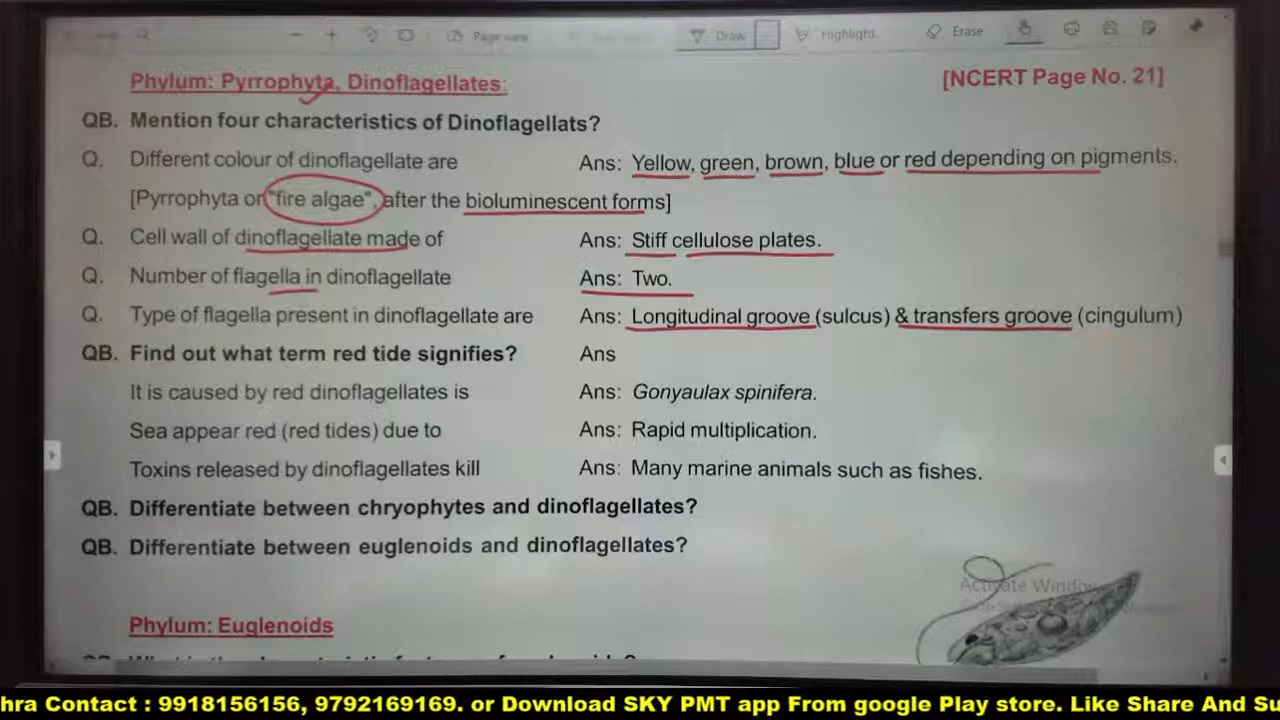 Page view Draw Highlight Erase
Phylum: Pyrrophyta, Dinoflagellates: [NCERT Page No. 21]
QB. Mention four characteristics of Dinoflagellats?
Q. Different colour of dinoflagellate are Ans: Yellow, green, brown, blue or red depending on pigments.
[Pyrrophyta or "fire algae", after the bioluminescent forms]
Q. Cell wall of dinoflagellate made of Ans: Stiff cellulose plates.
Q. Number of flagella in dinoflagellate Ans: Two.
Q. Type of flagella present in dinoflagellate are Ans: Longitudinal groove (sulcus) & transfers groove (cingulum)
QB. Find out what term red tide signifies? Ans
It is caused by red dinoflagellates is Ans: Gonyaulax spinifera.
Sea appear red (red tides) due to Ans: Rapid multiplication.
Toxins released by dinoflagellates kill Ans: Many marine animals such as fishes.
QB. Differentiate between chryophytes and dinoflagellates?
QB. Differentiate between euglenoids and dinoflagellates?
Activate Window
Phylum: Euglenoids
hra Contact : 9918156156, 9792169169. or Download SKY PMT app From google Play store. Like Share And Su